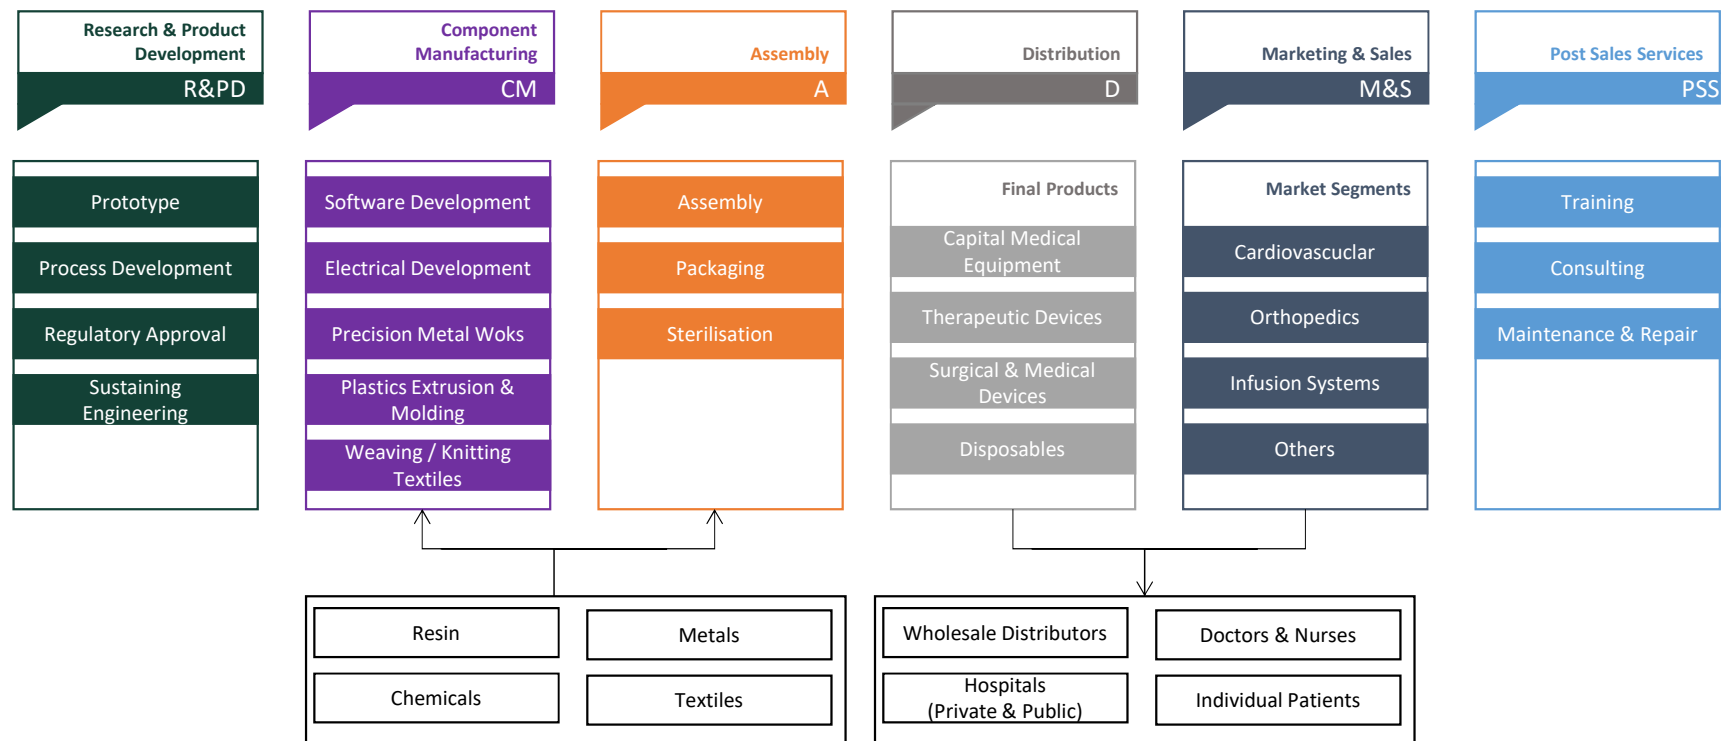 Research & Product
Development
R&PD
Component
Manufacturing
CM
Assembly
A
Distribution
D
Marketing & Sales
M&S
Post Sales Services
PSS
Prototype
Process Development
Regulatory Approval
Sustaining
Engineering
Software Development
Electrical Development
Precision Metal Woks
Plastics Extrusion &
Molding
Weaving / Knitting
Textiles
Assembly
Packaging
Sterilisation
Final Products
Capital Medical
Equipment
Therapeutic Devices
Surgical & Medical
Devices
Disposables
Market Segments
Cardiovascuclar
Orthopedics
Infusion Systems
Others
Training
Consulting
Maintenance & Repair
Resin
Metals
Chemicals
Textiles
Wholesale Distributors
Doctors & Nurses
Hospitals
(Private & Public)
Individual Patients